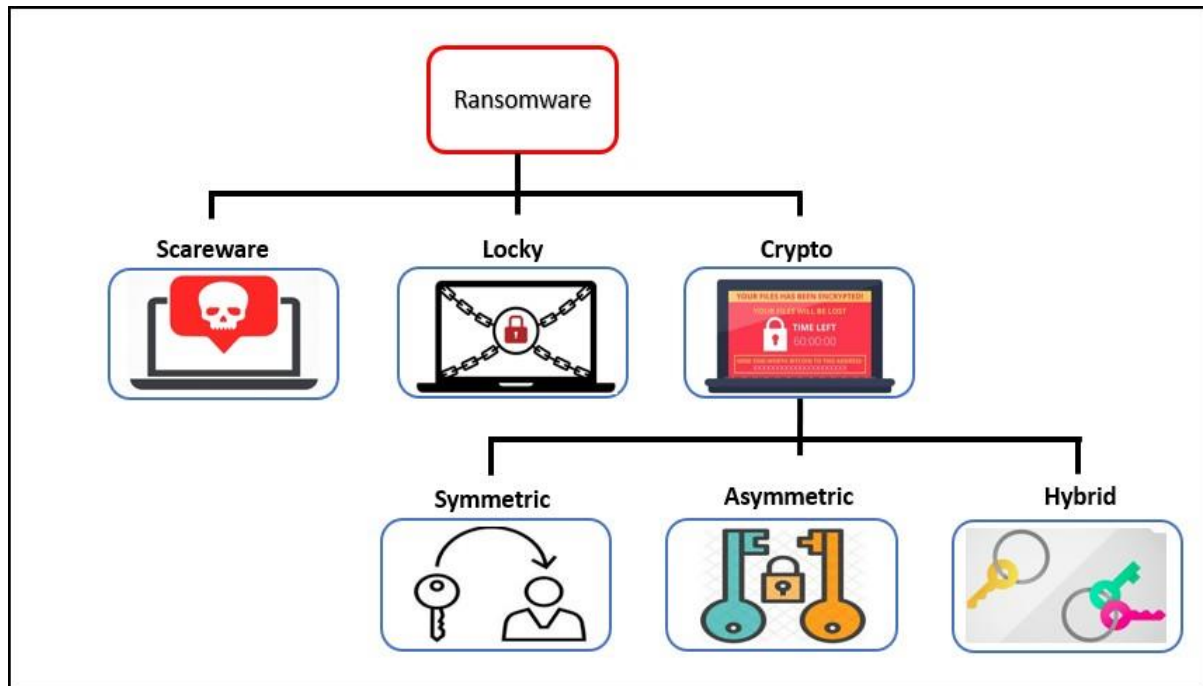 Ransomware
Scareware
Locky
Crypto
YOUR FILES HAS BEEN ENCRYPTED!
YOUR FILES WILL BE LOST
TIME LEFT
60:00:00
Symmetric
Asymmetric
Hybrid